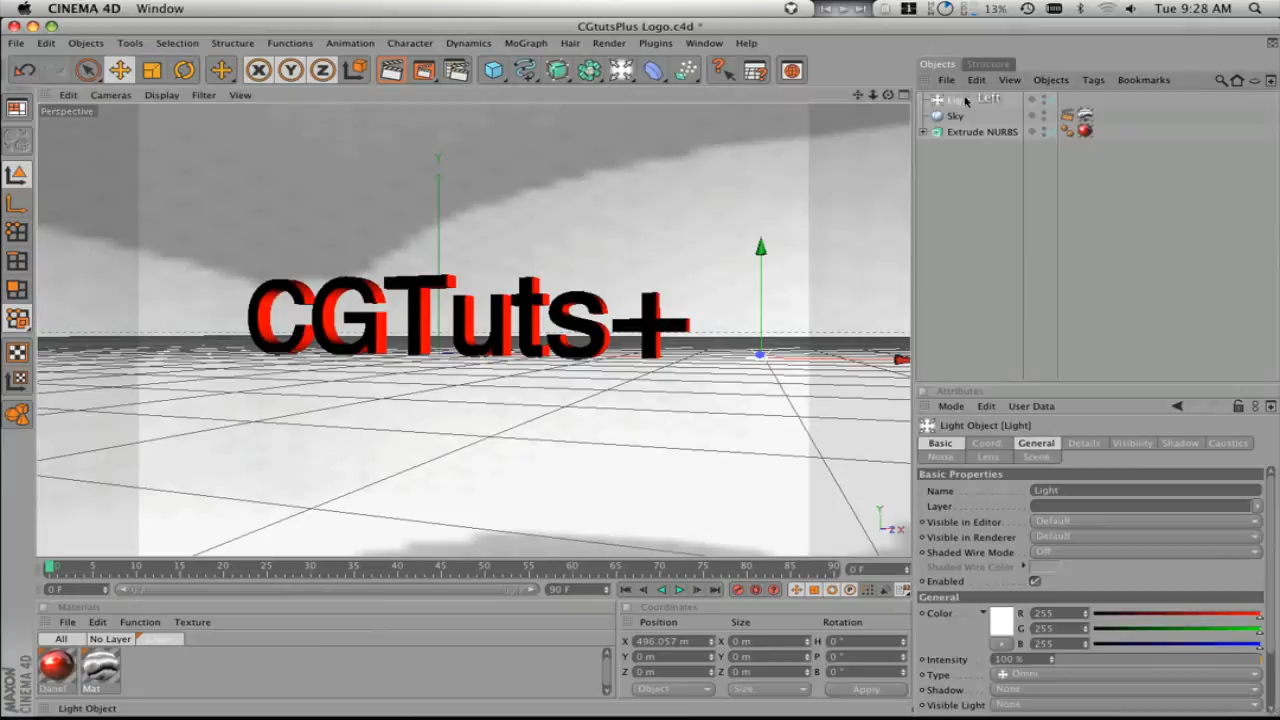 CINEMA 4D Window 13% Tue 9:28 AM
CGtutsPlus Logo.c4d *
File Edit Objects Tools Selection Structure Functions Animation Character Dynamics MoGraph Hair Render Plugins Window Help
X Y Z
Objects Structure
File Edit View Objects Tags Bookmarks
Edit Cameras Display Filter View
Perspective
Left
Sky
Extrude NURBS
Y
CGTuts+
Y
Z X
Attributes
Mode Edit User Data
Light Object [Light]
Basic Coord. General Details Visibility Shadow Caustics
Noise Lens Scene
Basic Properties
Name Light
Layer
Visible in Editor Default
Visible in Renderer Default
Shaded Wire Mode Off
Shaded Wire Color
Enabled
General
Color R 255
G 255
B 255
Intensity 100 %
Type Omni
Shadow None
Visible Light None
0 5 10 15 20 25 30 35 40 45 50 55 60 65 70 75 80 85 90 0 F
0 F 90 F
Materials
File Edit Function Texture
All No Layer
Danel Mat
Coordinates
Position Size Rotation
X 496.057 m X 0 m H 0 °
Y 0 m Y 0 m P 0 °
Z 0 m Z 0 m B 0 °
Object Size Apply
MAXON
CINEMA 4D
Light Object